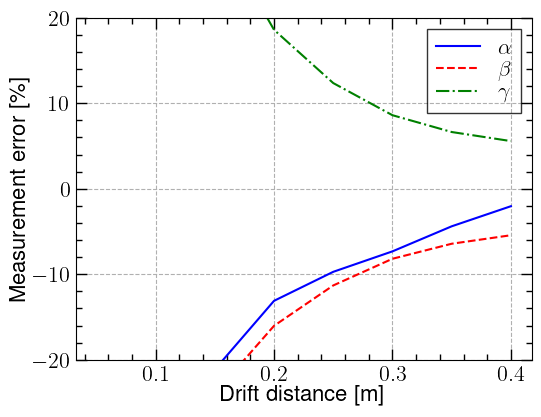 20
10
0
−10
−20
Measurement error [%]
0.1 0.2 0.3 0.4
Drift distance [m]
α
β
γ